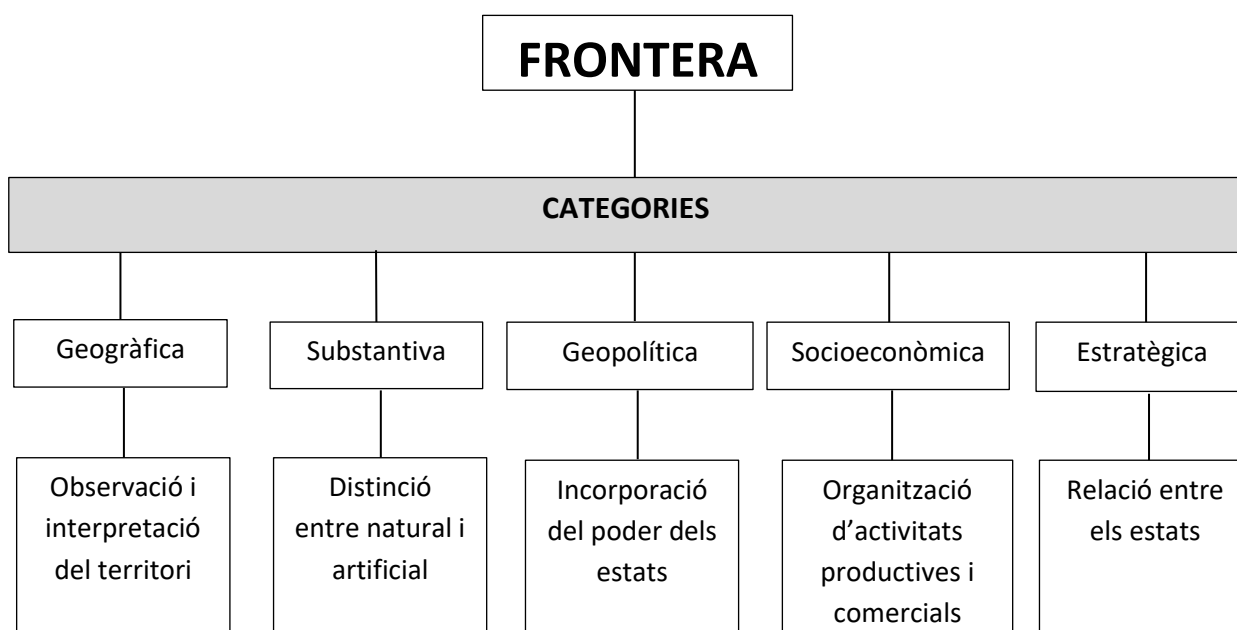 FRONTERA
CATEGORIES
Geogràfica
Substantiva
Geopolítica
Socioeconòmica
Estratègica
Observació i
interpretació
del territori
Distinció
entre natural i
artificial
Incorporació
del poder dels
estats
Organització
d’activitats
productives i
comercials
Relació entre
els estats